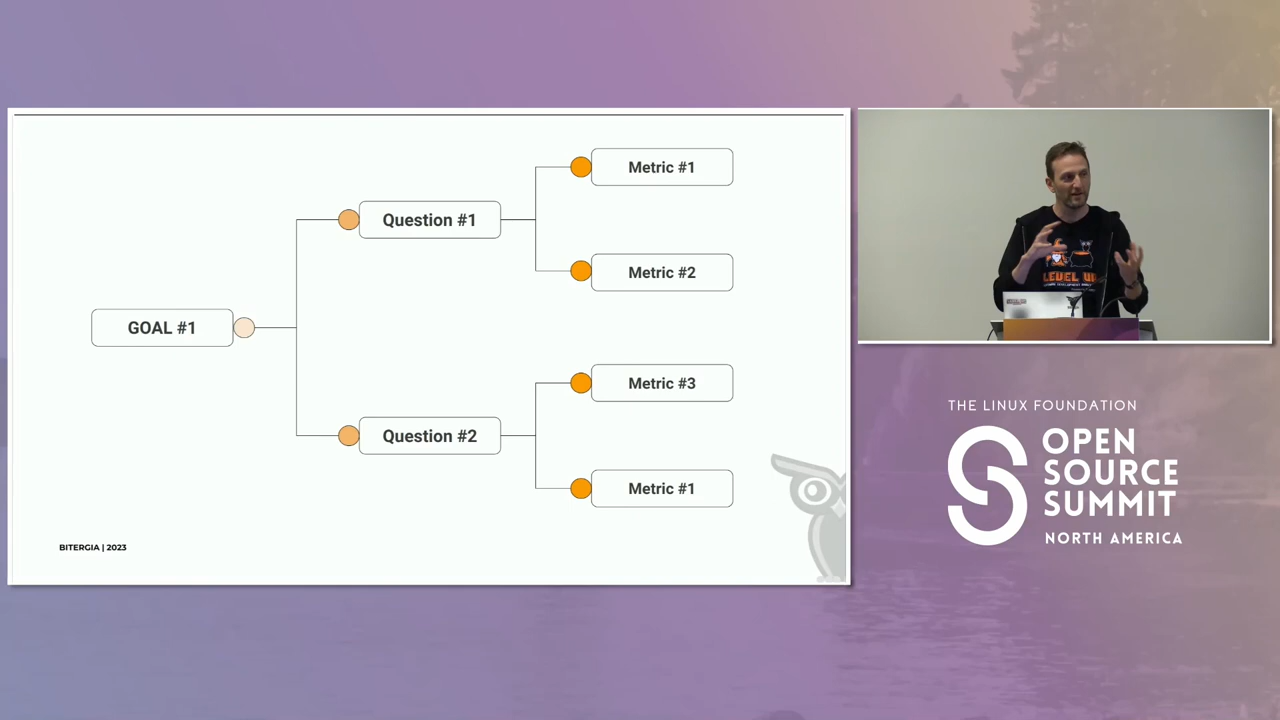 Metric #1
Question #1
Metric #2
GOAL #1
Metric #3
Question #2
Metric #1
BITERGIA | 2023
LEVEL UP
THE LINUX FOUNDATION
OPEN
SOURCE
SUMMIT
NORTH AMERICA